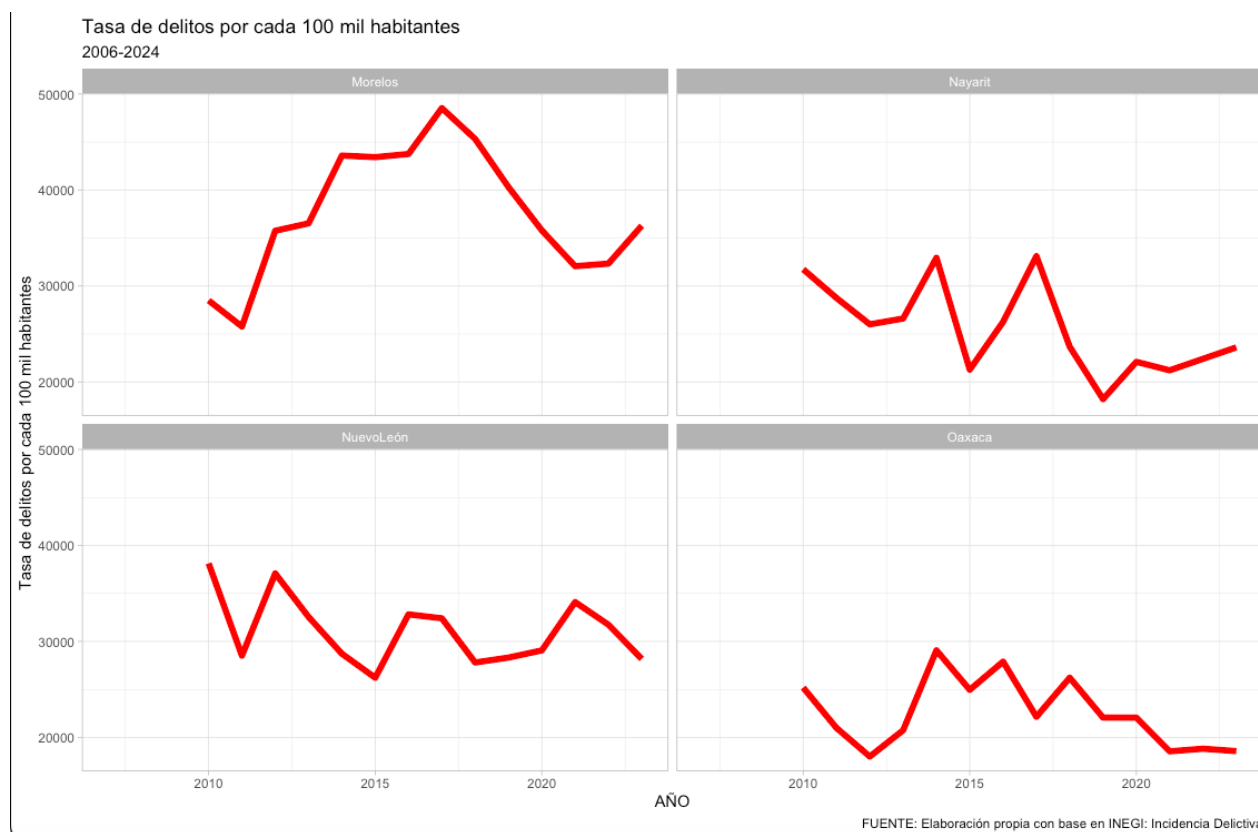 Tasa de delitos por cada 100 mil habitantes
2006-2024
Morelos
Nayarit
50000
40000
30000
20000
NuevoLeón
Oaxaca
50000
40000
30000
20000
2010
2015
2020
2010
2015
2020
Tasa de delitos por cada 100 mil habitantes
AÑO
FUENTE: Elaboración propia con base en INEGI: Incidencia Delictiv